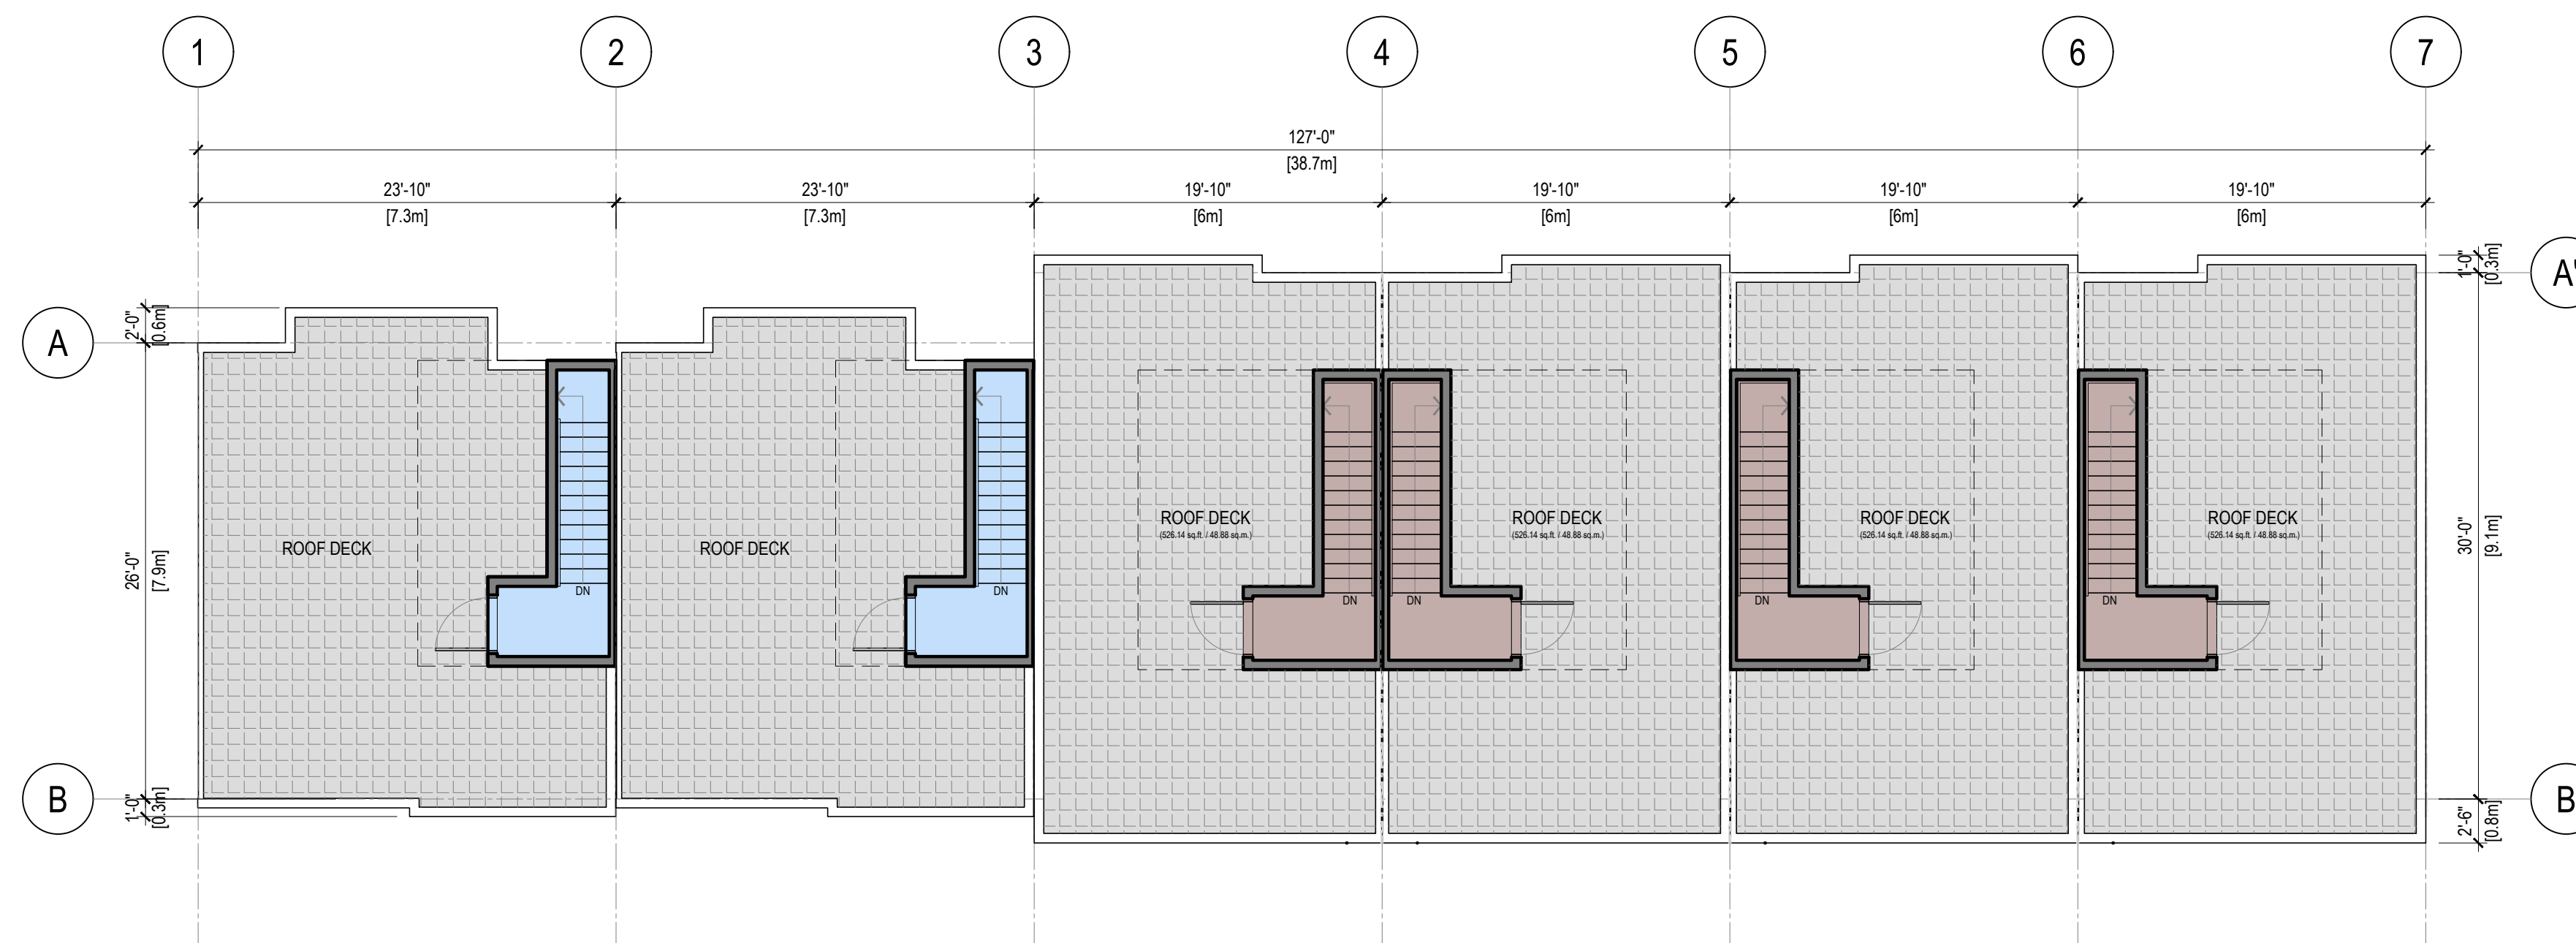 1
2
3
4
5
6
7
127'-0"
[38.7m]
23'-10"
23'-10"
19'-10"
19'-10"
19'-10"
19'-10"
[7.3m]
[7.3m]
[6m]
[6m]
[6m]
[6m]
1'-0"
[0.3m]
A'
2'-0"
[0.6m]
A
ROOF DECK
ROOF DECK
ROOF DECK
(526.14 sq.ft. / 48.88 sq.m.)
ROOF DECK
(526.14 sq.ft. / 48.88 sq.m.)
ROOF DECK
(526.14 sq.ft. / 48.88 sq.m.)
ROOF DECK
(526.14 sq.ft. / 48.88 sq.m.)
26'-0"
[7.9m]
30'-0"
[9.1m]
DN
DN
DN
DN
DN
DN
B
1'-0"
[0.3m]
B
2'-6"
[0.8m]